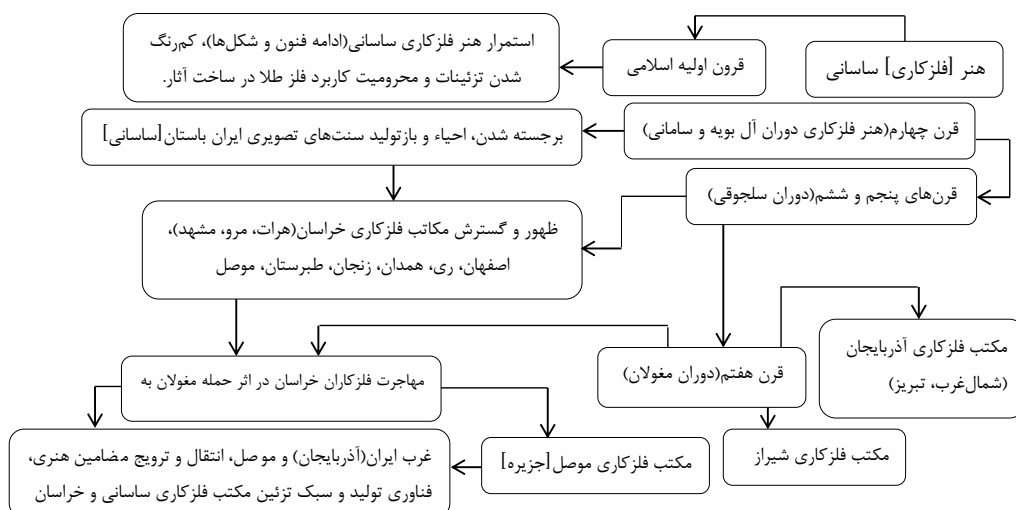 هنر [فلزکاری] ساسانی
قرون اولیه اسلامی
استمرار هنر فلزکاری ساسانی(ادامه فنون و شکل‌ها)، کم‌رنگ
شدن تزئینات و محرومیت کاربرد فلز طلا در ساخت آثار.
قرن چهارم(هنر فلزکاری دوران آل بویه و سامانی)
برجسته شدن، احیاء و بازتولید سنت‌های تصویری ایران باستان[ساسانی]
قرن‌های پنجم و ششم(دوران سلجوقی)
ظهور و گسترش مکاتب فلزکاری خراسان(هرات، مرو، مشهد)،
اصفهان، ری، همدان، زنجان، طبرستان، موصل
مکتب فلزکاری آذربایجان
(شمال‌غرب، تبریز)
قرن هفتم(دوران مغولان)
مهاجرت فلزکاران خراسان در اثر حمله مغولان به
مکتب فلزکاری شیراز
مکتب فلزکاری موصل[جزیره]
غرب ایران(آذربایجان) و موصل، انتقال و ترویج مضامین هنری،
فناوری تولید و سبک تزئین مکتب فلزکاری ساسانی و خراسان